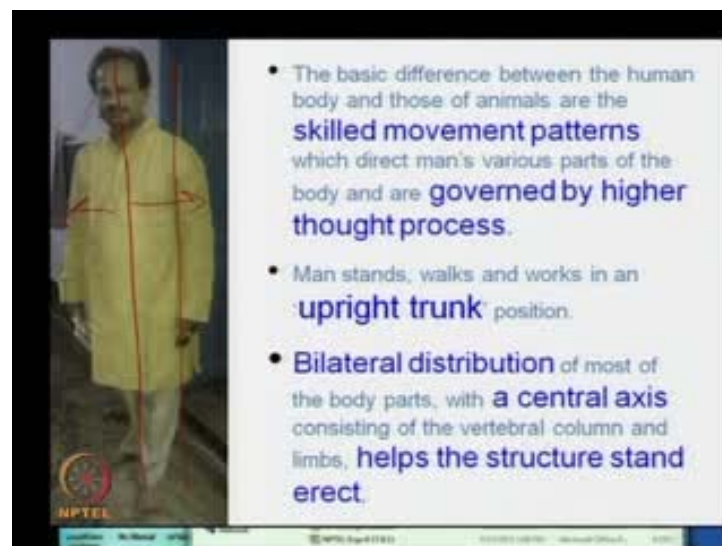 • The basic difference between the human
body and those of animals are the
skilled movement patterns
which direct man's various parts of the
body and are governed by higher
thought process.
• Man stands, walks and works in an
'upright trunk' position.
• Bilateral distribution of most of
the body parts, with a central axis
consisting of the vertebral column and
limbs, helps the structure stand
erect.
NPTEL